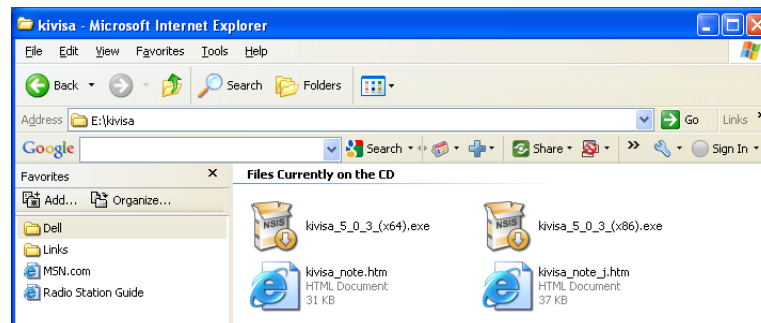 kivisa - Microsoft Internet Explorer
File Edit View Favorites Tools Help
Back Search Folders
Address E:\kivisa Go Links »
Google Search Share » Sign In
Favorites x Files Currently on the CD
Add... Organize...
NSIS kivisa_5_0_3_(x64).exe NSIS kivisa_5_0_3_(x86).exe
Dell
Links
MSN.com
Radio Station Guide
kivisa_note.htm
HTML Document
31 KB
kivisa_note_j.htm
HTML Document
37 KB